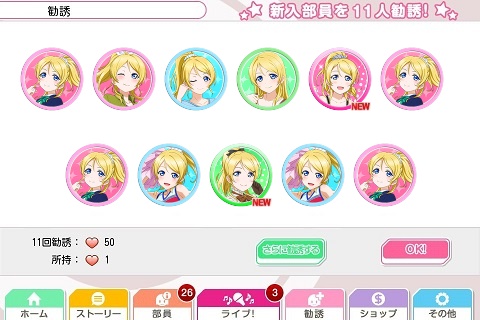 勧誘
新入部員を11人勧誘!
NEW
NEW
11回勧誘: 50
所持: 1
さらに勧誘する
OK!
26
3
ホーム
ストーリー
部員
ライブ!
勧誘
ショップ
その他